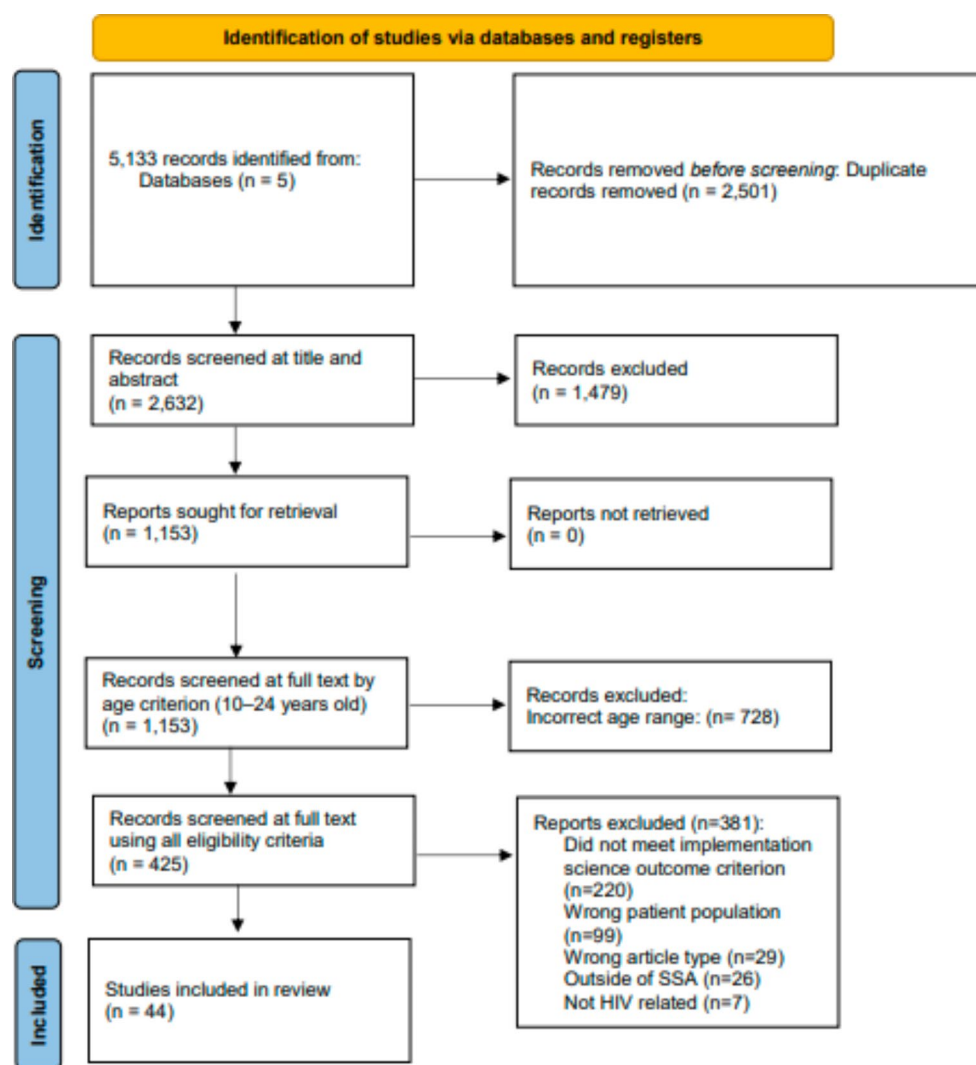 Identification of studies via databases and registers
Identification
5,133 records identified from:
Databases (n = 5)
Records removed before screening: Duplicate
records removed (n = 2,501)
Screening
Records screened at title and
abstract
(n = 2,632)
Records excluded
(n = 1,479)
Reports sought for retrieval
(n = 1,153)
Reports not retrieved
(n = 0)
Records screened at full text by
age criterion (10–24 years old)
(n = 1,153)
Records excluded:
Incorrect age range: (n= 728)
Records screened at full text
using all eligibility criteria
(n = 425)
Reports excluded (n=381):
Did not meet implementation
science outcome criterion
(n=220)
Wrong patient population
(n=99)
Wrong article type (n=29)
Outside of SSA (n=26)
Not HIV related (n=7)
Included
Studies included in review
(n = 44)